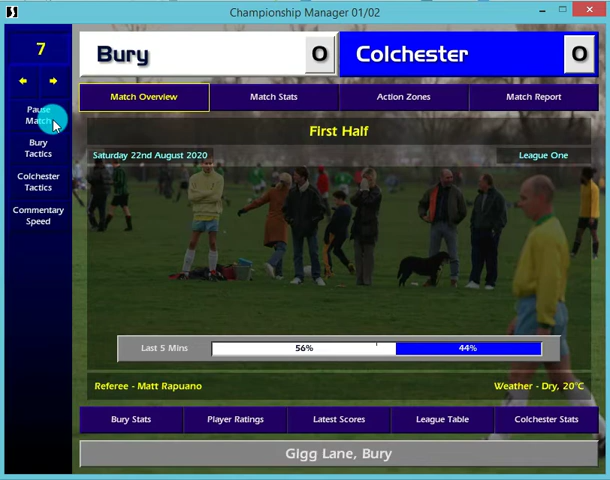 Championship Manager 01/02
7
Bury 0 Colchester 0
Match Overview Match Stats Action Zones Match Report
Pause
Match
Bury
Tactics
Colchester
Tactics
Commentary
Speed
First Half
Saturday 22nd August 2020 League One
Last 5 Mins 56% 44%
Referee - Matt Rapuano Weather - Dry, 20°C
Bury Stats Player Ratings Latest Scores League Table Colchester Stats
Gigg Lane, Bury